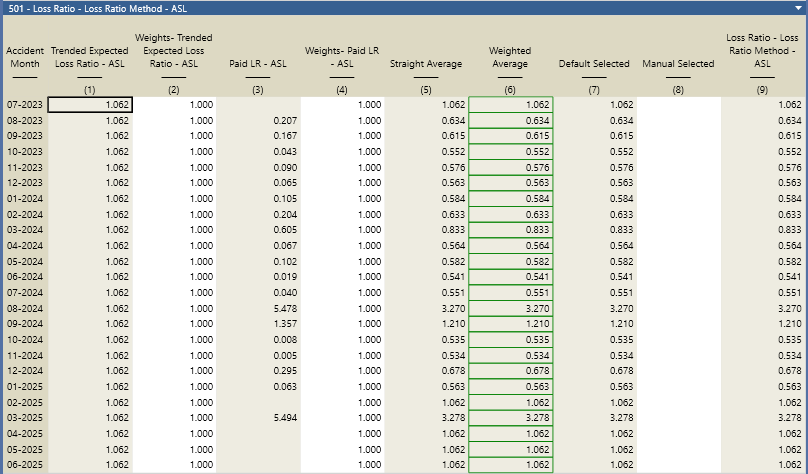 501 - Loss Ratio - Loss Ratio Method - ASL
Accident Month | Trended Expected Loss Ratio - ASL | Weights- Trended Expected Loss Ratio - ASL | Paid LR - ASL | Weights- Paid LR - ASL | Straight Average | Weighted Average | Default Selected | Manual Selected | Loss Ratio - Loss Ratio Method - ASL
(1) (2) (3) (4) (5) (6) (7) (8) (9)
07-2023 1.062 1.000 1.000 1.062 1.062 1.062 1.062
08-2023 1.062 1.000 0.207 1.000 0.634 0.634 0.634 0.634
09-2023 1.062 1.000 0.167 1.000 0.615 0.615 0.615 0.615
10-2023 1.062 1.000 0.043 1.000 0.552 0.552 0.552 0.552
11-2023 1.062 1.000 0.090 1.000 0.576 0.576 0.576 0.576
12-2023 1.062 1.000 0.065 1.000 0.563 0.563 0.563 0.563
01-2024 1.062 1.000 0.105 1.000 0.584 0.584 0.584 0.584
02-2024 1.062 1.000 0.204 1.000 0.633 0.633 0.633 0.633
03-2024 1.062 1.000 0.605 1.000 0.833 0.833 0.833 0.833
04-2024 1.062 1.000 0.067 1.000 0.564 0.564 0.564 0.564
05-2024 1.062 1.000 0.102 1.000 0.582 0.582 0.582 0.582
06-2024 1.062 1.000 0.019 1.000 0.541 0.541 0.541 0.541
07-2024 1.062 1.000 0.040 1.000 0.551 0.551 0.551 0.551
08-2024 1.062 1.000 5.478 1.000 3.270 3.270 3.270 3.270
09-2024 1.062 1.000 1.357 1.000 1.210 1.210 1.210 1.210
10-2024 1.062 1.000 0.008 1.000 0.535 0.535 0.535 0.535
11-2024 1.062 1.000 0.005 1.000 0.534 0.534 0.534 0.534
12-2024 1.062 1.000 0.295 1.000 0.678 0.678 0.678 0.678
01-2025 1.062 1.000 0.063 1.000 0.563 0.563 0.563 0.563
02-2025 1.062 1.000 1.000 1.062 1.062 1.062 1.062
03-2025 1.062 1.000 5.494 1.000 3.278 3.278 3.278 3.278
04-2025 1.062 1.000 1.000 1.062 1.062 1.062 1.062
05-2025 1.062 1.000 1.000 1.062 1.062 1.062 1.062
06-2025 1.062 1.000 1.000 1.062 1.062 1.062 1.062